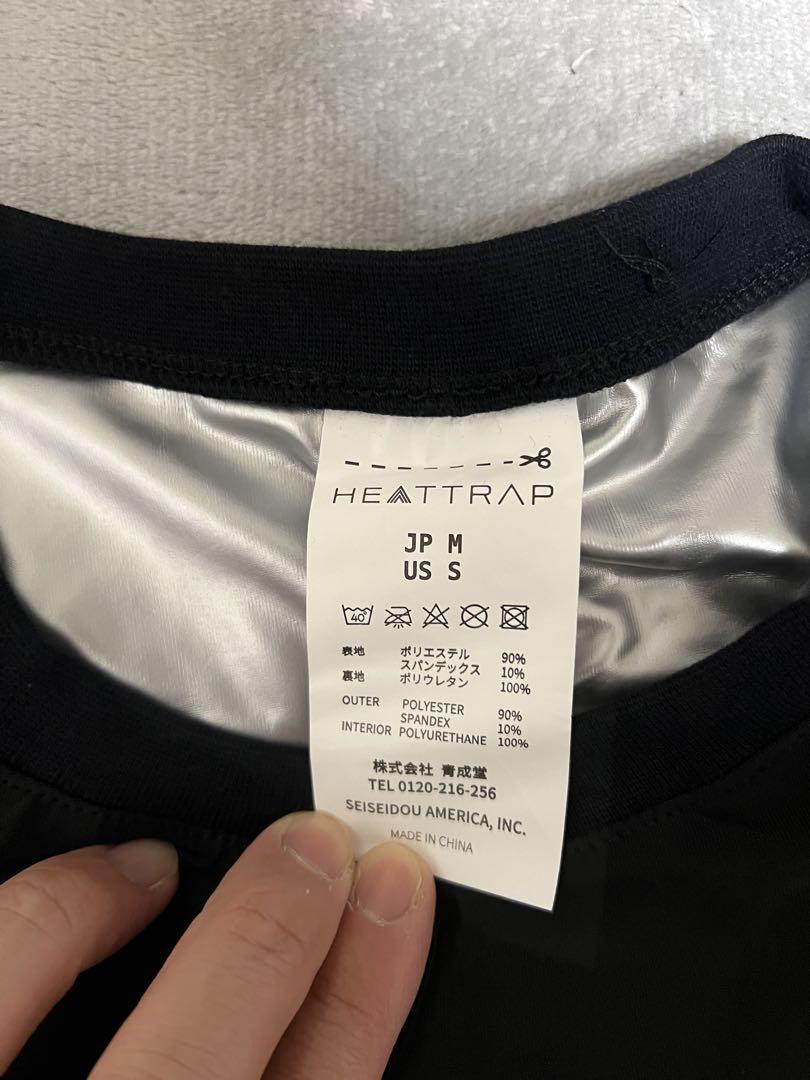 HEATTRAP
JP M
US S
40°
表地 ポリエステル 90%
スパンデックス 10%
裏地 ポリウレタン 100%
OUTER POLYESTER 90%
SPANDEX 10%
INTERIOR POLYURETHANE 100%
株式会社 青成堂
TEL 0120-216-256
SEISEIDOU AMERICA, INC.
MADE IN CHINA